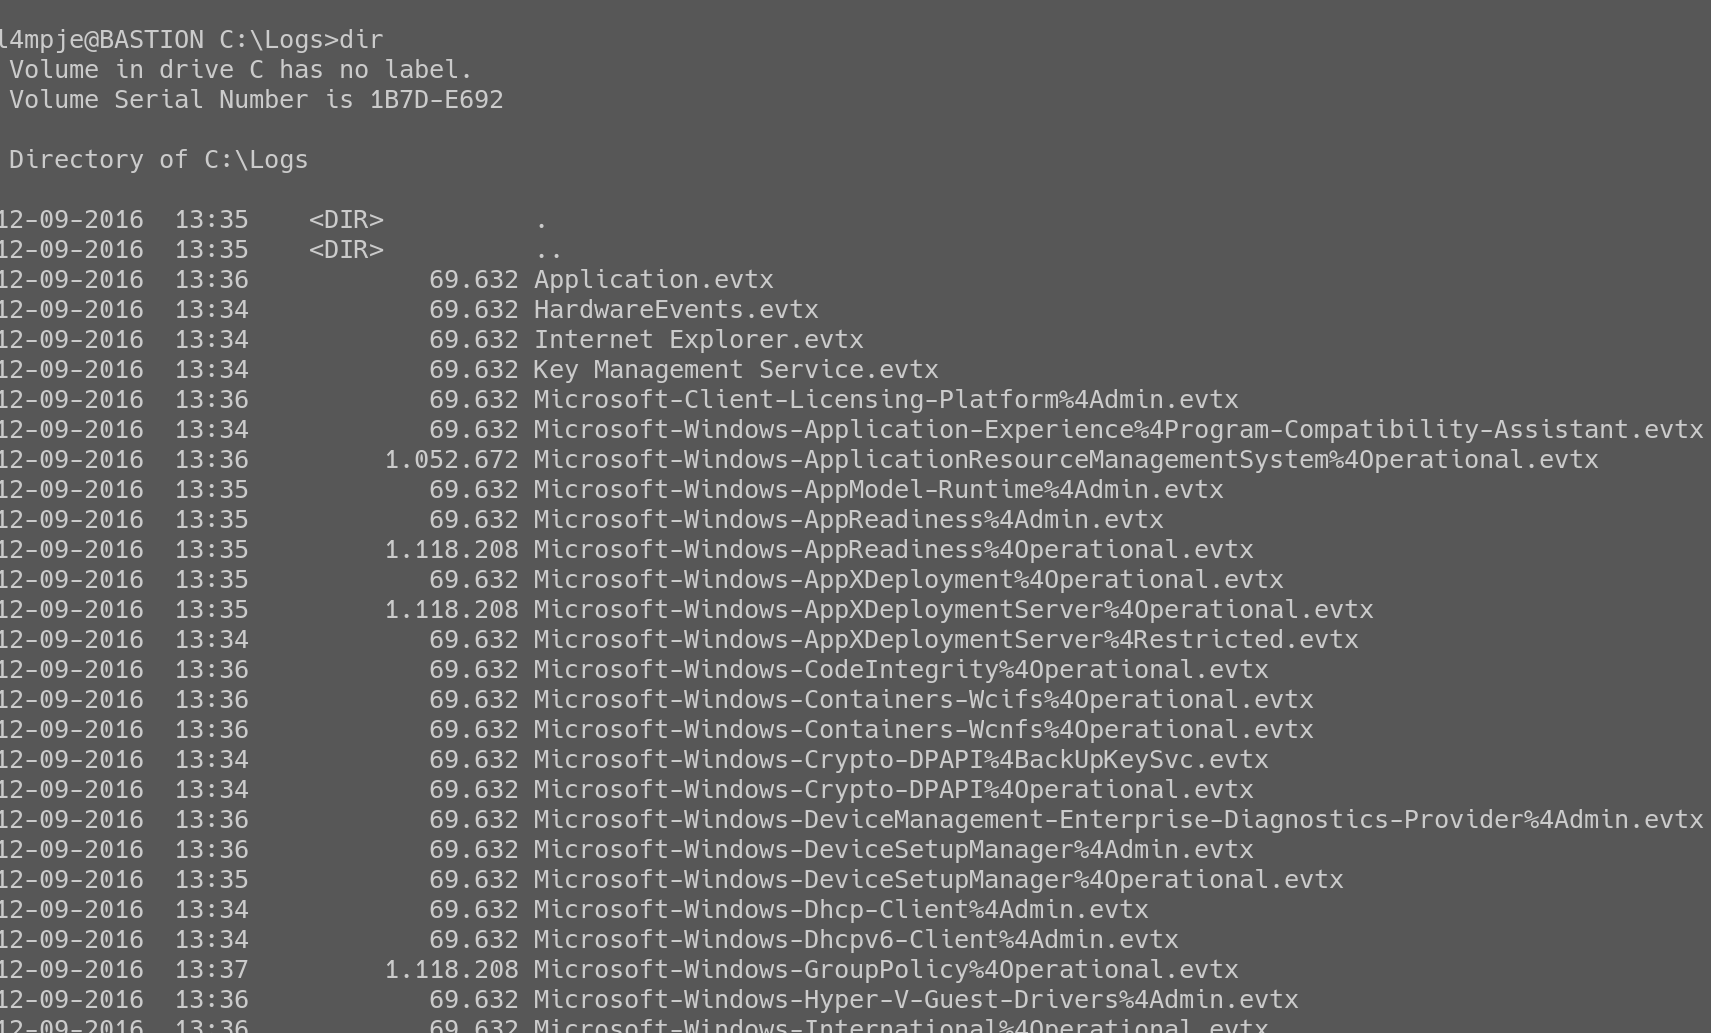 l4mpje@BASTION C:\Logs>dir
 Volume in drive C has no label.
 Volume Serial Number is 1B7D-E692
 Directory of C:\Logs
12-09-2016  13:35    <DIR>          .
12-09-2016  13:35    <DIR>          ..
12-09-2016  13:36            69.632 Application.evtx
12-09-2016  13:34            69.632 HardwareEvents.evtx
12-09-2016  13:34            69.632 Internet Explorer.evtx
12-09-2016  13:34            69.632 Key Management Service.evtx
12-09-2016  13:36            69.632 Microsoft-Client-Licensing-Platform%4Admin.evtx
12-09-2016  13:34            69.632 Microsoft-Windows-Application-Experience%4Program-Compatibility-Assistant.evtx
12-09-2016  13:36         1.052.672 Microsoft-Windows-ApplicationResourceManagementSystem%4Operational.evtx
12-09-2016  13:35            69.632 Microsoft-Windows-AppModel-Runtime%4Admin.evtx
12-09-2016  13:35            69.632 Microsoft-Windows-AppReadiness%4Admin.evtx
12-09-2016  13:35         1.118.208 Microsoft-Windows-AppReadiness%4Operational.evtx
12-09-2016  13:35            69.632 Microsoft-Windows-AppXDeployment%4Operational.evtx
12-09-2016  13:35         1.118.208 Microsoft-Windows-AppXDeploymentServer%4Operational.evtx
12-09-2016  13:34            69.632 Microsoft-Windows-AppXDeploymentServer%4Restricted.evtx
12-09-2016  13:36            69.632 Microsoft-Windows-CodeIntegrity%4Operational.evtx
12-09-2016  13:36            69.632 Microsoft-Windows-Containers-Wcifs%4Operational.evtx
12-09-2016  13:36            69.632 Microsoft-Windows-Containers-Wcnfs%4Operational.evtx
12-09-2016  13:34            69.632 Microsoft-Windows-Crypto-DPAPI%4BackUpKeySvc.evtx
12-09-2016  13:34            69.632 Microsoft-Windows-Crypto-DPAPI%4Operational.evtx
12-09-2016  13:36            69.632 Microsoft-Windows-DeviceManagement-Enterprise-Diagnostics-Provider%4Admin.evtx
12-09-2016  13:36            69.632 Microsoft-Windows-DeviceSetupManager%4Admin.evtx
12-09-2016  13:35            69.632 Microsoft-Windows-DeviceSetupManager%4Operational.evtx
12-09-2016  13:34            69.632 Microsoft-Windows-Dhcp-Client%4Admin.evtx
12-09-2016  13:34            69.632 Microsoft-Windows-Dhcpv6-Client%4Admin.evtx
12-09-2016  13:37         1.118.208 Microsoft-Windows-GroupPolicy%4Operational.evtx
12-09-2016  13:36            69.632 Microsoft-Windows-Hyper-V-Guest-Drivers%4Admin.evtx
12-09-2016  13:36            69.632 Microsoft-Windows-International%4Operational.evtx